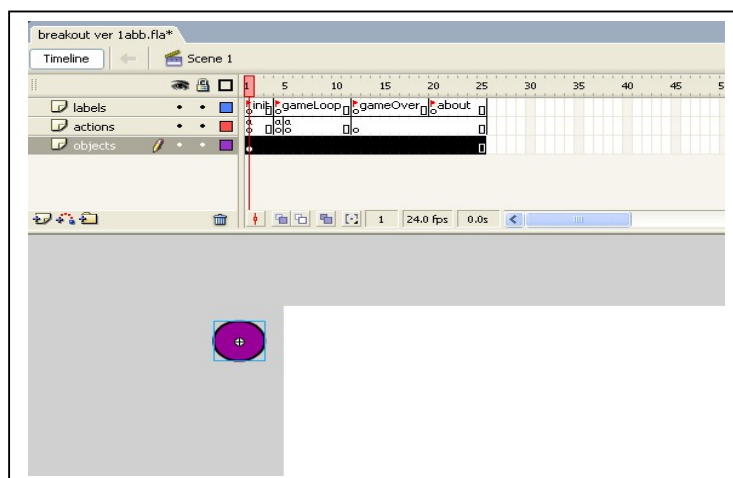 breakout ver 1abb.fla*
Timeline Scene 1
1 5 10 15 20 25 30 35 40 45 5
labels init gameLoop gameOver about
actions a a a
objects
1 24.0 fps 0.0s